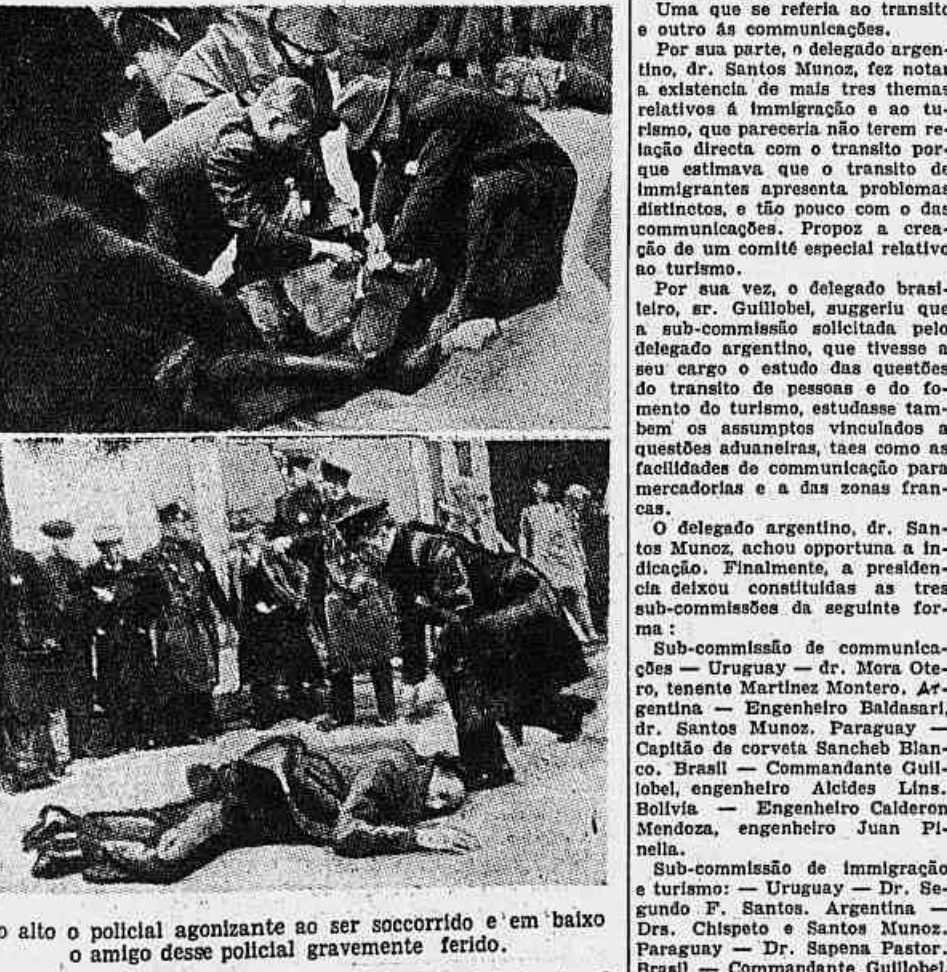 o alto o policial agonizante ao ser soccorrido e em baixo
o amigo desse policial gravemente ferido.
Uma que se referia ao transito
e outro ás communicações.
Por sua parte, o delegado argen-
tino, dr. Santos Munoz, fez notar
a existencia de mais tres themas
relativos á immigração e ao tu-
rismo, que pareceria não terem re-
lação directa com o transito por-
que estimava que o transito de
immigrantes apresenta problemas
distinctos, e tão pouco com o das
communicações. Propoz a crea-
ção de um comité especial relativo
ao turismo.
Por sua vez, o delegado brasi-
leiro, sr. Guillobel, suggeriu que
a sub-commissão solicitada pelo
delegado argentino, que tivesse a
seu cargo o estudo das questões
do transito de pessoas e do fo-
mento do turismo, estudasse tam-
bem os assumptos vinculados a
questões aduaneiras, taes como as
facilidades de communicação para
mercadorias e a das zonas fran-
cas.
O delegado argentino, dr. San-
tos Munoz, achou opportuna a in-
dicação. Finalmente, a presiden-
cia deixou constituidas as tres
sub-commissões da seguinte for-
ma :
Sub-commissão de communica-
ções — Uruguay — dr. Mora Ote-
ro, tenente Martinez Montero. Ar-
gentina — Engenheiro Baldasari,
dr. Santos Munoz. Paraguay —
Capitão de corveta Sancheb Blan-
co. Brasil — Commandante Guil-
lobel, engenheiro Alcides Lins.
Bolivia — Engenheiro Calderon
Mendoza, engenheiro Juan Pi-
nella.
Sub-commissão de immigração
e turismo: — Uruguay — Dr. Se-
gundo F. Santos. Argentina —
Drs. Chispeto e Santos Munoz.
Paraguay — Dr. Sapena Pastor.
Brasil — Commandante Guillobel